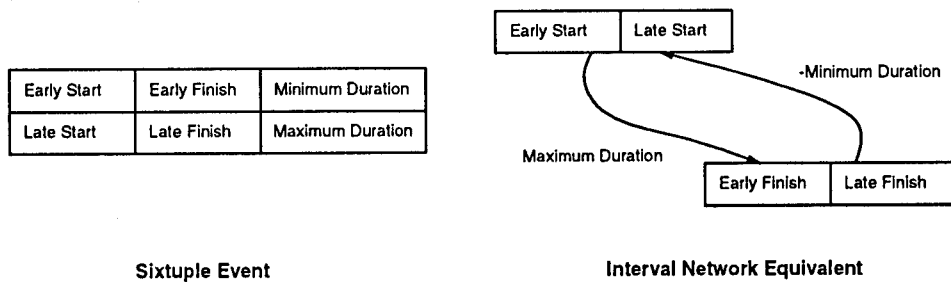 Early Start Early Finish Minimum Duration
Late Start Late Finish Maximum Duration
Sixtuple Event
Early Start Late Start
-Minimum Duration
Maximum Duration
Early Finish Late Finish
Interval Network Equivalent